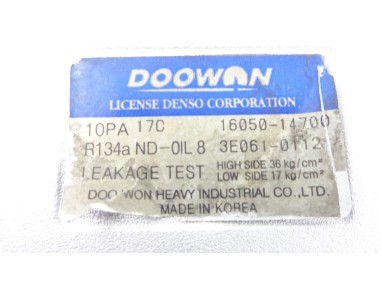 DOOWON
LICENSE DENSO CORPORATION
10PA 17C 16050-14700
R134a ND-OIL 8 3E061-0112
LEAKAGE TEST HIGH SIDE 36 kg/cm²
LOW SIDE 17 kg/cm²
DOO WON HEAVY INDUSTRIAL CO., LTD.
MADE IN KOREA